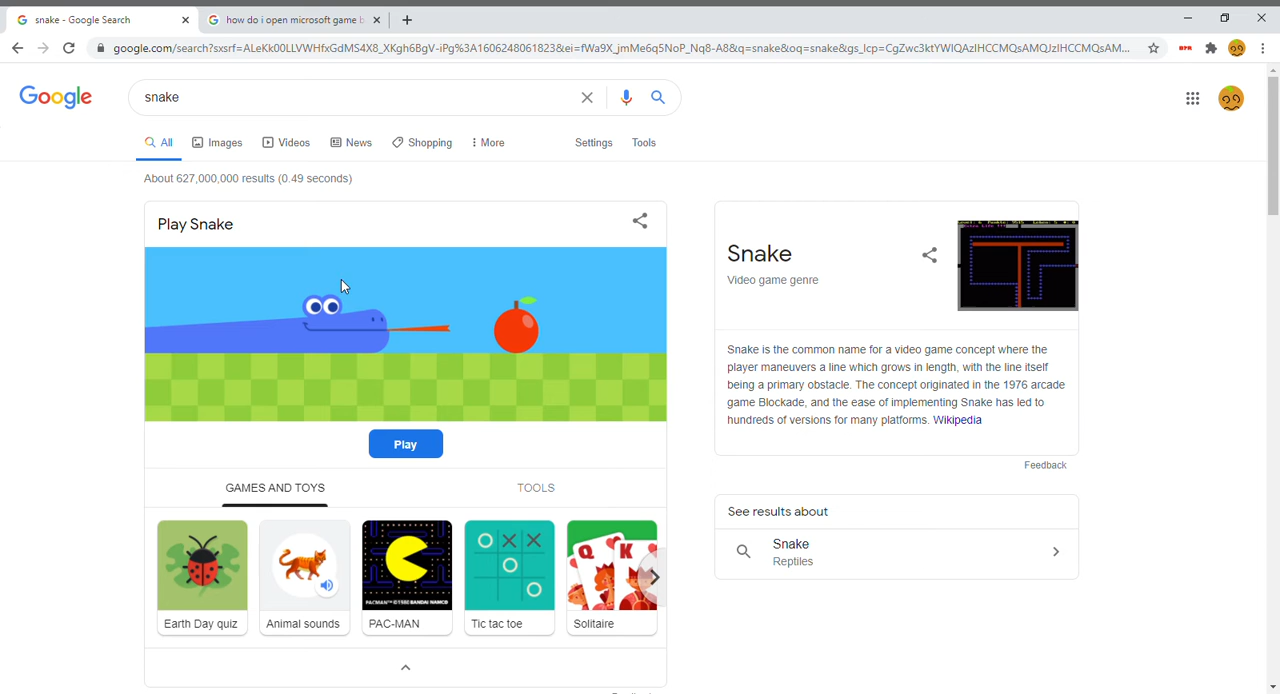 snake - Google Search
how do i open microsoft game b
google.com/search?sxsrf=ALeKk00LLVWHfxGdMS4X8_XKgh6BgV-iPg%3A1606248061823&ei=fWa9X_jmMe6q5NoP_Nq8-A8&q=snake&oq=snake&gs_lcp=CgZwc3ktYWIQAzIHCCMQsAMQJzIHCCMQsAM...
Google
snake
All
Images
Videos
News
Shopping
More
Settings
Tools
About 627,000,000 results (0.49 seconds)
Play Snake
Play
GAMES AND TOYS
TOOLS
Earth Day quiz
Animal sounds
PAC-MAN
Tic tac toe
Q K
Solitaire
Snake
Video game genre
Snake is the common name for a video game concept where the
player maneuvers a line which grows in length, with the line itself
being a primary obstacle. The concept originated in the 1976 arcade
game Blockade, and the ease of implementing Snake has led to
hundreds of versions for many platforms. Wikipedia
Feedback
See results about
Snake
Reptiles